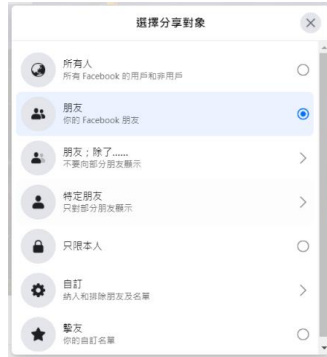 選擇分享對象
所有人
所有 Facebook 的用戶和非用戶
朋友
你的 Facebook 朋友
朋友；除了......
不要向部分朋友顯示
特定朋友
只對部分朋友顯示
只限本人
自訂
納入和排除朋友及名單
摯友
你的自訂名單